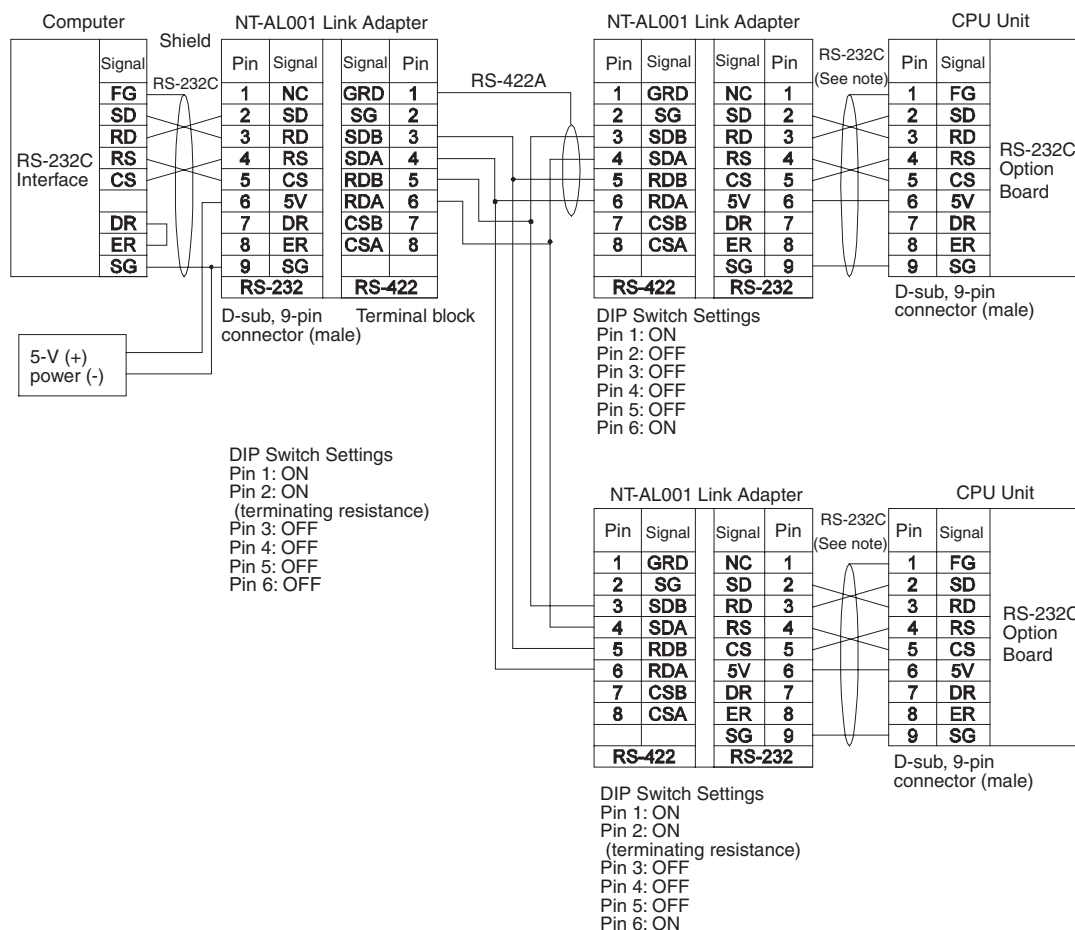 Computer
Shield
NT-AL001 Link Adapter
Signal
RS-232C
Pin Signal Signal Pin
FG 1 NC GRD 1
SD 2 SD SG 2
RD 3 RD SDB 3
RS 4 RS SDA 4
CS 5 CS RDB 5
6 5V RDA 6
DR 7 DR CSB 7
ER 8 ER CSA 8
SG 9 SG
RS-232 RS-422
RS-232C
Interface
D-sub, 9-pin
connector (male)
Terminal block
5-V (+)
power (-)
RS-422A
DIP Switch Settings
Pin 1: ON
Pin 2: ON
(terminating resistance)
Pin 3: OFF
Pin 4: OFF
Pin 5: OFF
Pin 6: OFF
NT-AL001 Link Adapter
CPU Unit
Pin Signal Signal Pin
RS-232C
(See note)
Pin Signal
1 GRD NC 1 1 FG
2 SG SD 2 2 SD
3 SDB RD 3 3 RD
4 SDA RS 4 4 RS
5 RDB CS 5 5 CS
6 RDA 5V 6 6 5V
7 CSB DR 7 7 DR
8 CSA ER 8 8 ER
SG 9 9 SG
RS-422 RS-232
RS-232C
Option
Board
D-sub, 9-pin
connector (male)
DIP Switch Settings
Pin 1: ON
Pin 2: OFF
Pin 3: OFF
Pin 4: OFF
Pin 5: OFF
Pin 6: ON
NT-AL001 Link Adapter
CPU Unit
Pin Signal Signal Pin
RS-232C
(See note)
Pin Signal
1 GRD NC 1 1 FG
2 SG SD 2 2 SD
3 SDB RD 3 3 RD
4 SDA RS 4 4 RS
5 RDB CS 5 5 CS
6 RDA 5V 6 6 5V
7 CSB DR 7 7 DR
8 CSA ER 8 8 ER
SG 9 9 SG
RS-422 RS-232
RS-232C
Option
Board
D-sub, 9-pin
connector (male)
DIP Switch Settings
Pin 1: ON
Pin 2: ON
(terminating resistance)
Pin 3: OFF
Pin 4: OFF
Pin 5: OFF
Pin 6: ON